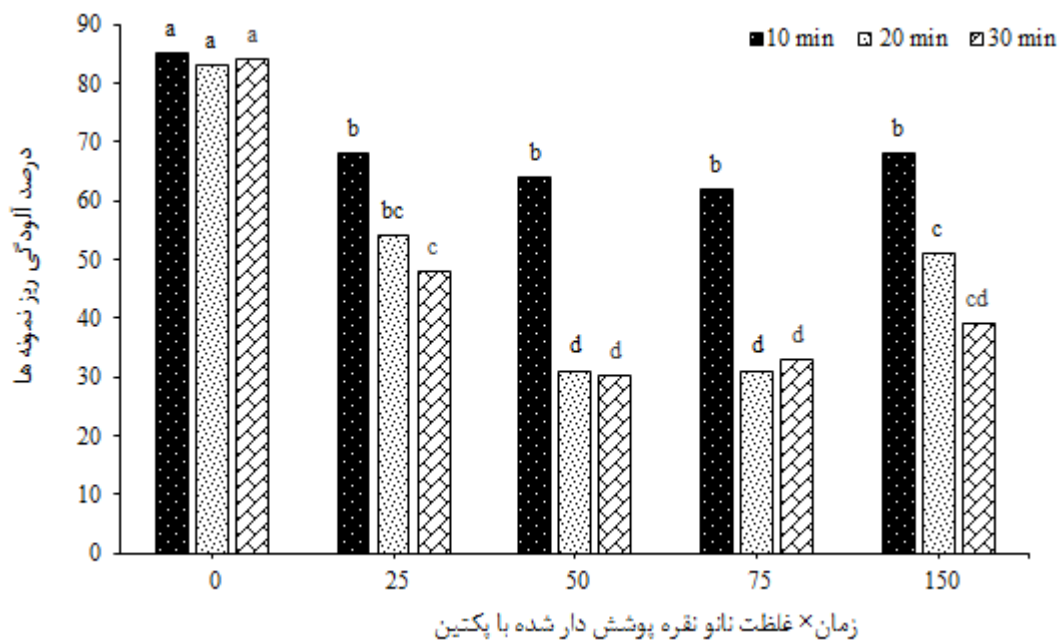 10 min 20 min 30 min
درصد آلودگی ریز نمونه ها
90
80
70
60
50
40
30
20
10
0
a a a
b bc c
b d d
b d d
b c cd
0 25 50 75 150
زمان× غلظت نانو نقره پوشش دار شده با پکتین